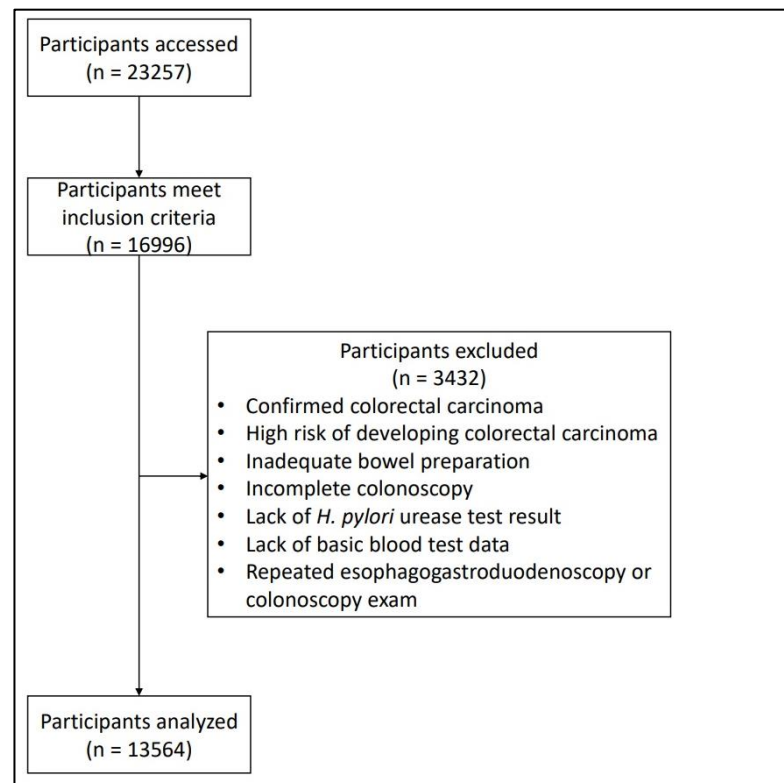 Participants accessed
(n = 23257)
Participants meet
inclusion criteria
(n = 16996)
Participants excluded
(n = 3432)
• Confirmed colorectal carcinoma
• High risk of developing colorectal carcinoma
• Inadequate bowel preparation
• Incomplete colonoscopy
• Lack of H. pylori urease test result
• Lack of basic blood test data
• Repeated esophagogastroduodenoscopy or
colonoscopy exam
Participants analyzed
(n = 13564)